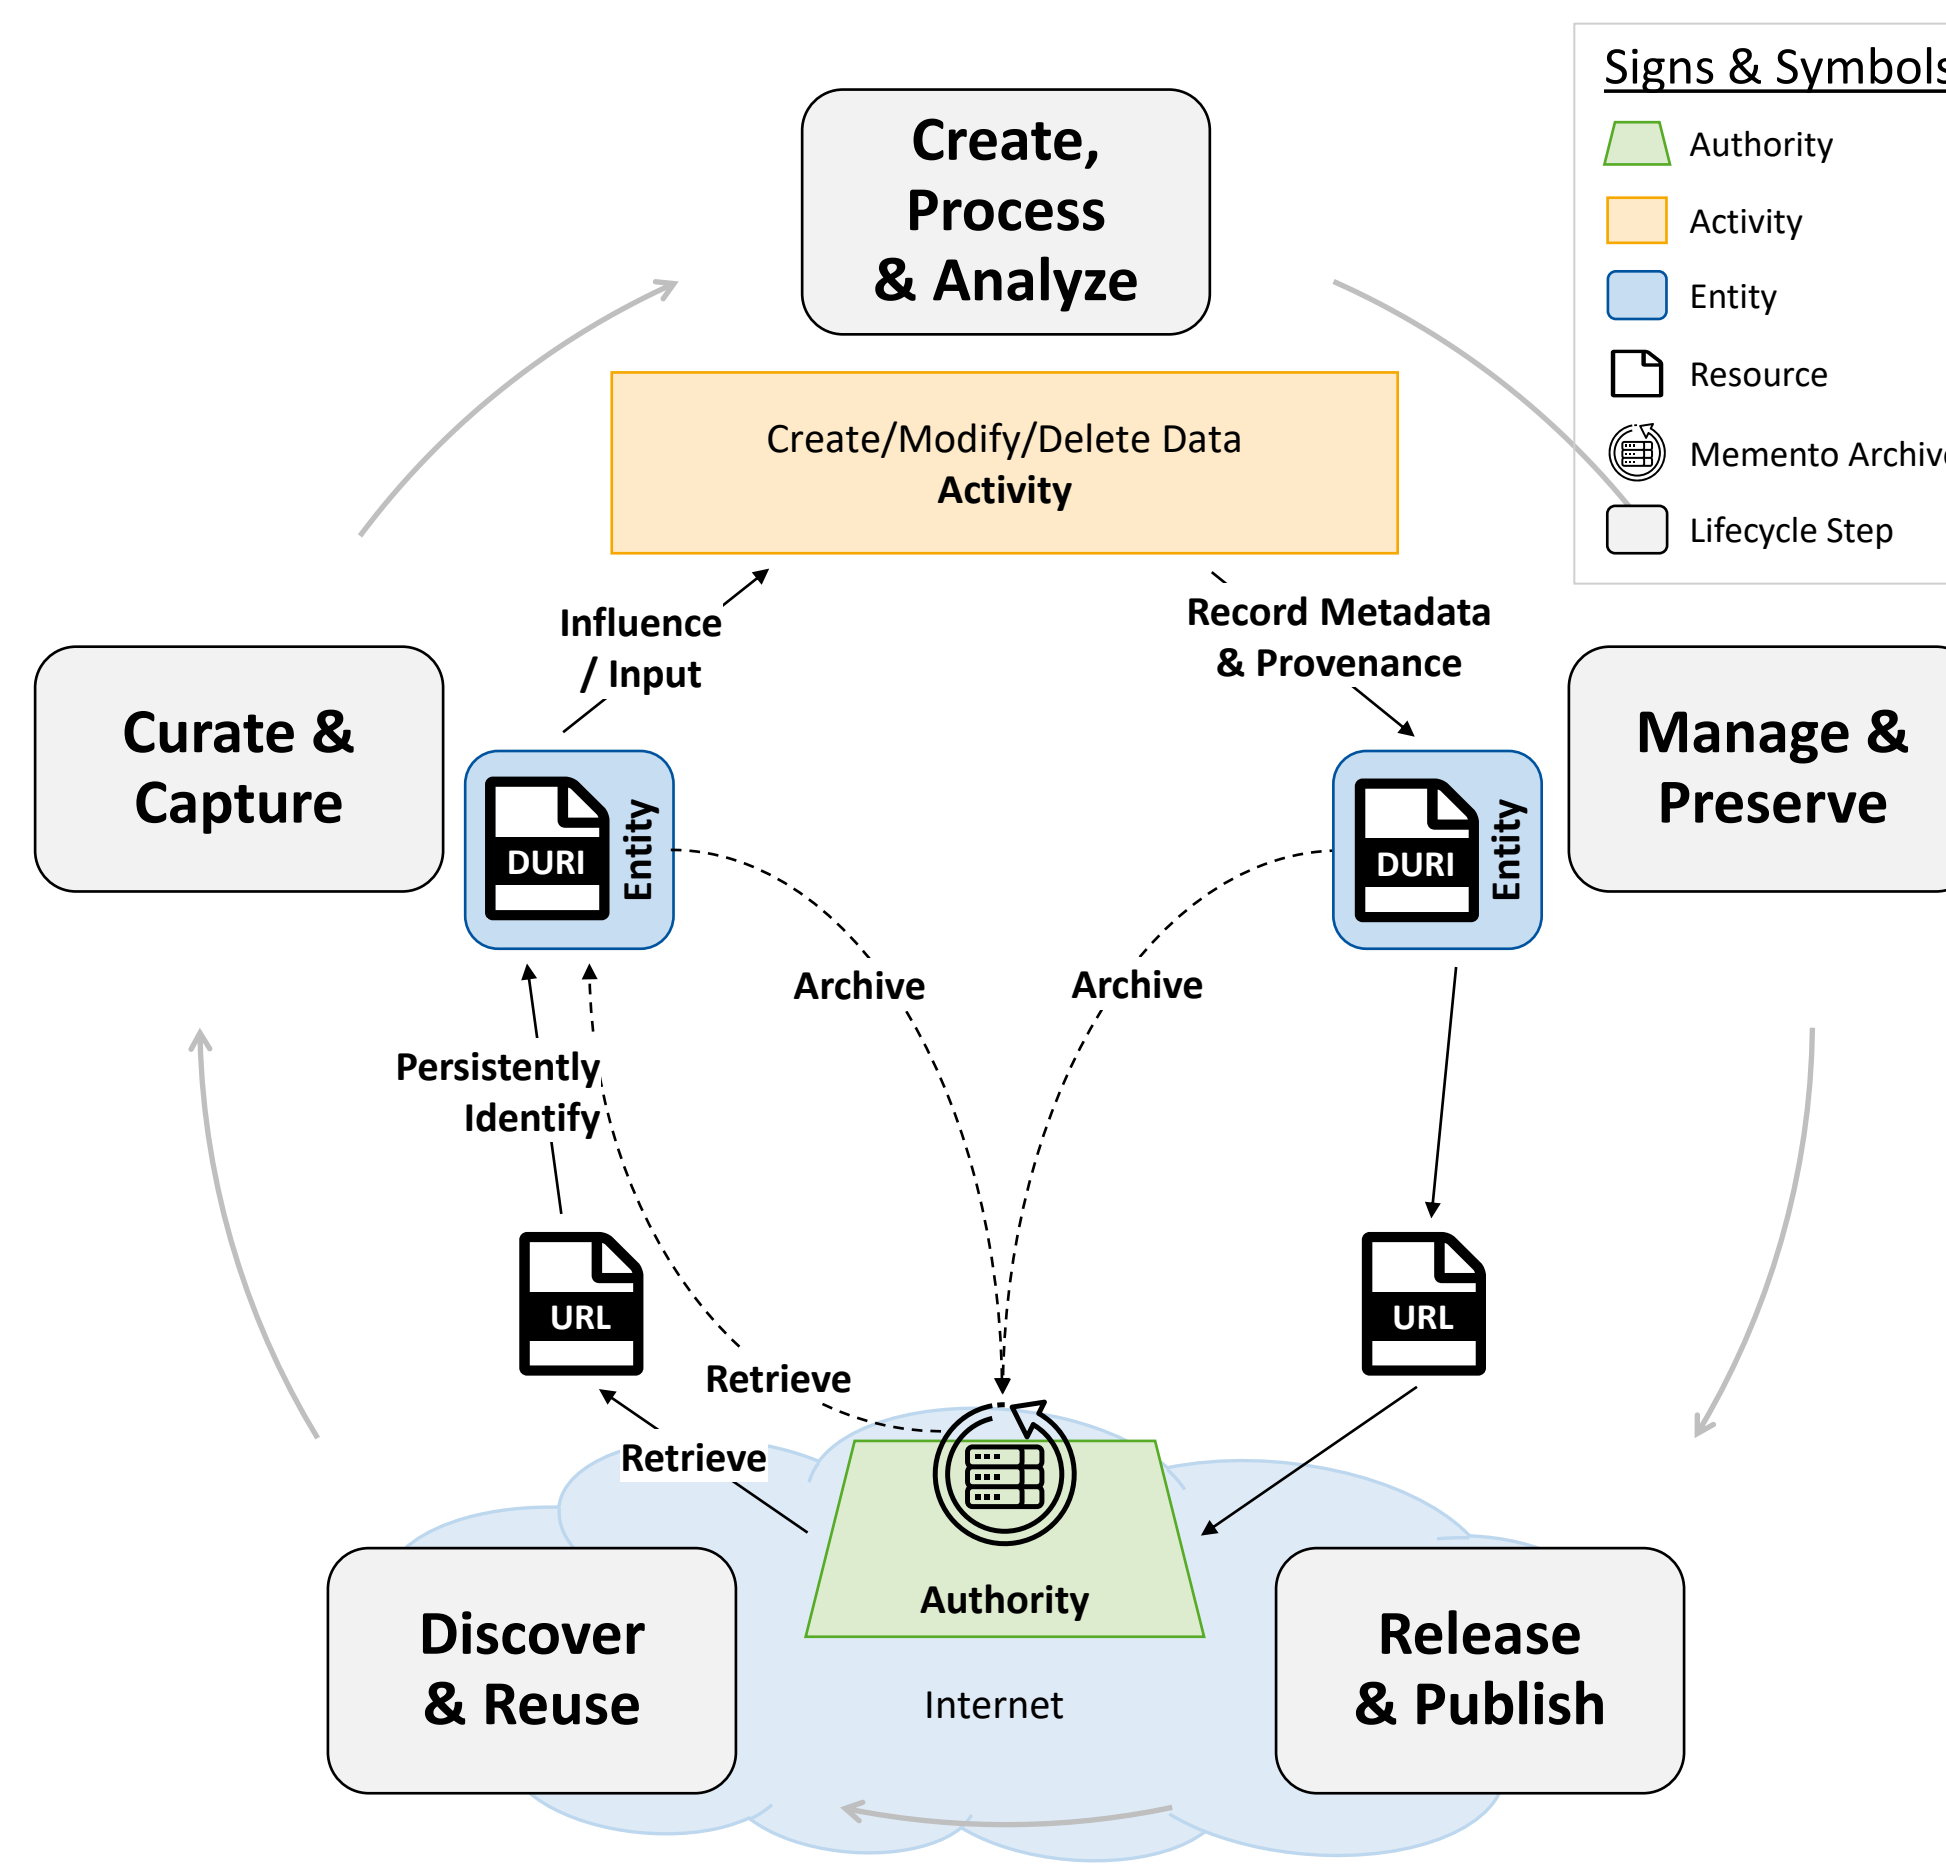 Signs & Symbols
Authority
Activity
Entity
Resource
Memento Archive
Lifecycle Step
Create,
Process
& Analyze
Create/Modify/Delete Data
Activity
Influence
/ Input
Record Metadata
& Provenance
Curate &
Capture
DURI
Entity
DURI
Entity
Manage &
Preserve
Archive
Archive
Persistently
Identify
URL
URL
Retrieve
Retrieve
Authority
Discover
& Reuse
Internet
Release
& Publish